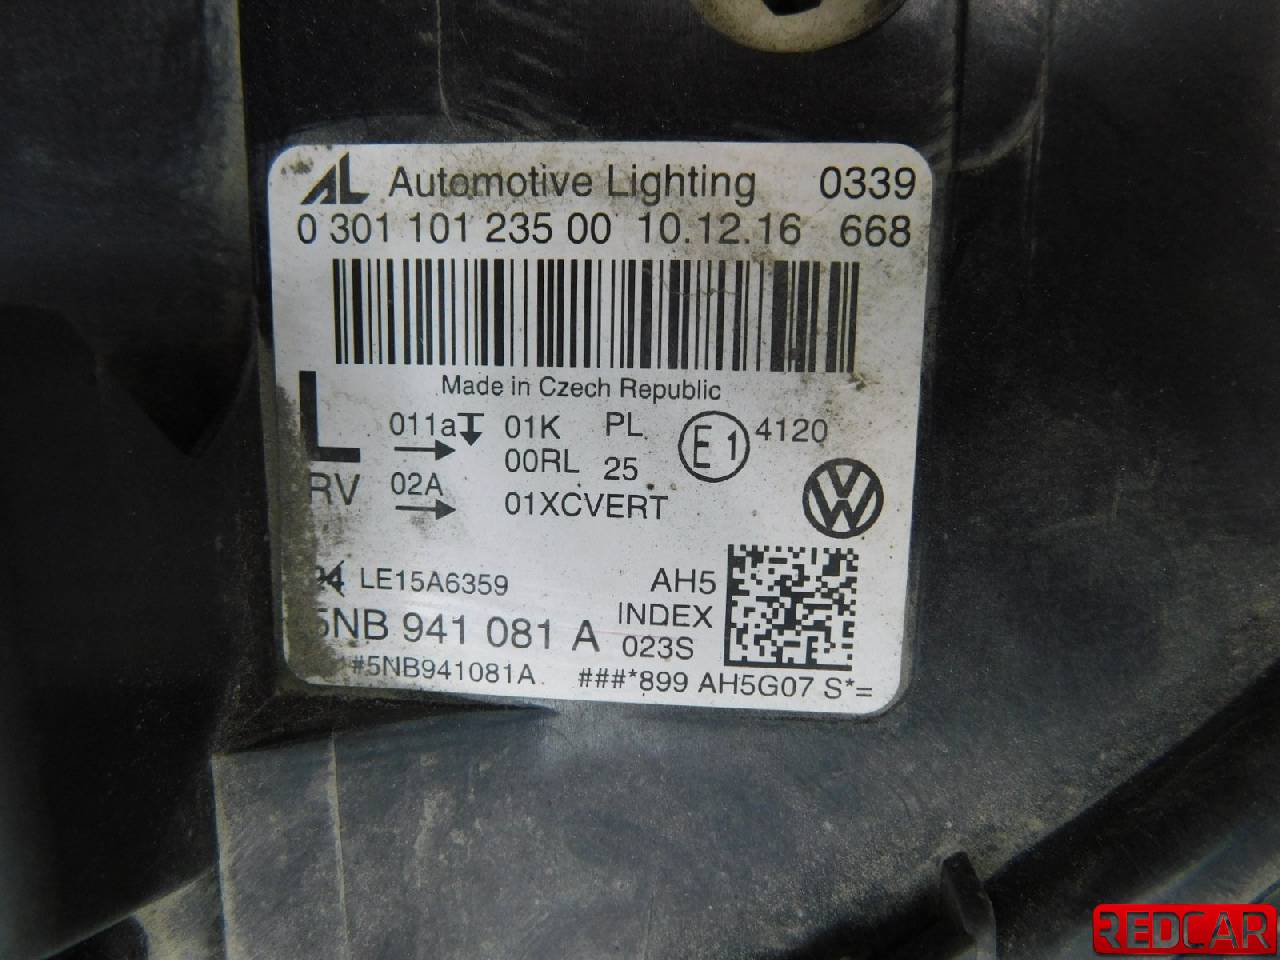 AL Automotive Lighting 0339
0 301 101 235 00 10.12.16 668
Made in Czech Republic
L 011a 01K PL E1 4120
00RL 25
RV 02A 01XCVERT
LE15A6359 AH5
INDEX
5NB 941 081 A 023S
#5NB941081A ###*899 AH5G07 S*=
REDCAR